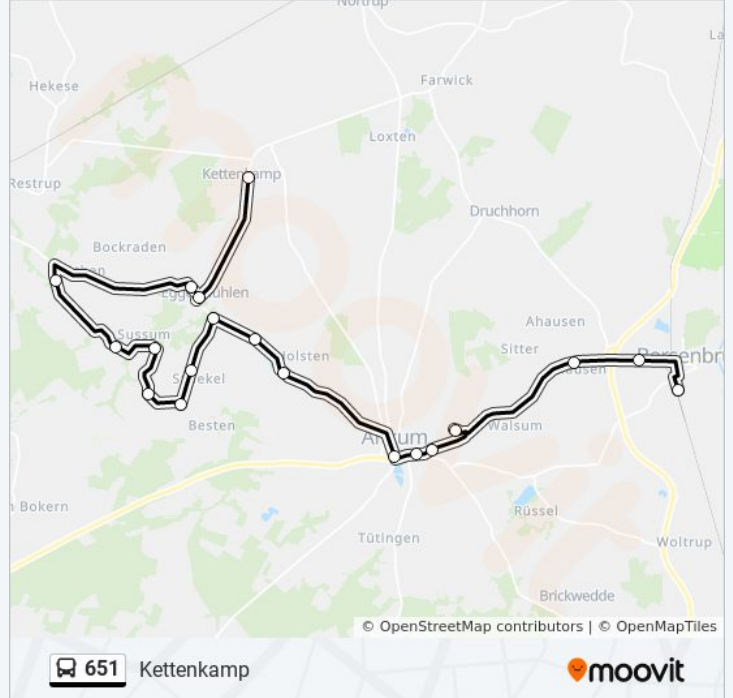 Nortrup
La
Farwick
Hekese
Loxten
Restrup
Kettenkamp
Druchhorn
Bockraden
Eggermühlen
Ahausen
Sussum
Sitter
Bersenbrü
Holsten
Besten
Walsum
Ankum
n Bokern
Rüssel
Tütingen
Woltrup
Brickwedde
© OpenStreetMap contributors | © OpenMapTiles
651 Kettenkamp
moovit